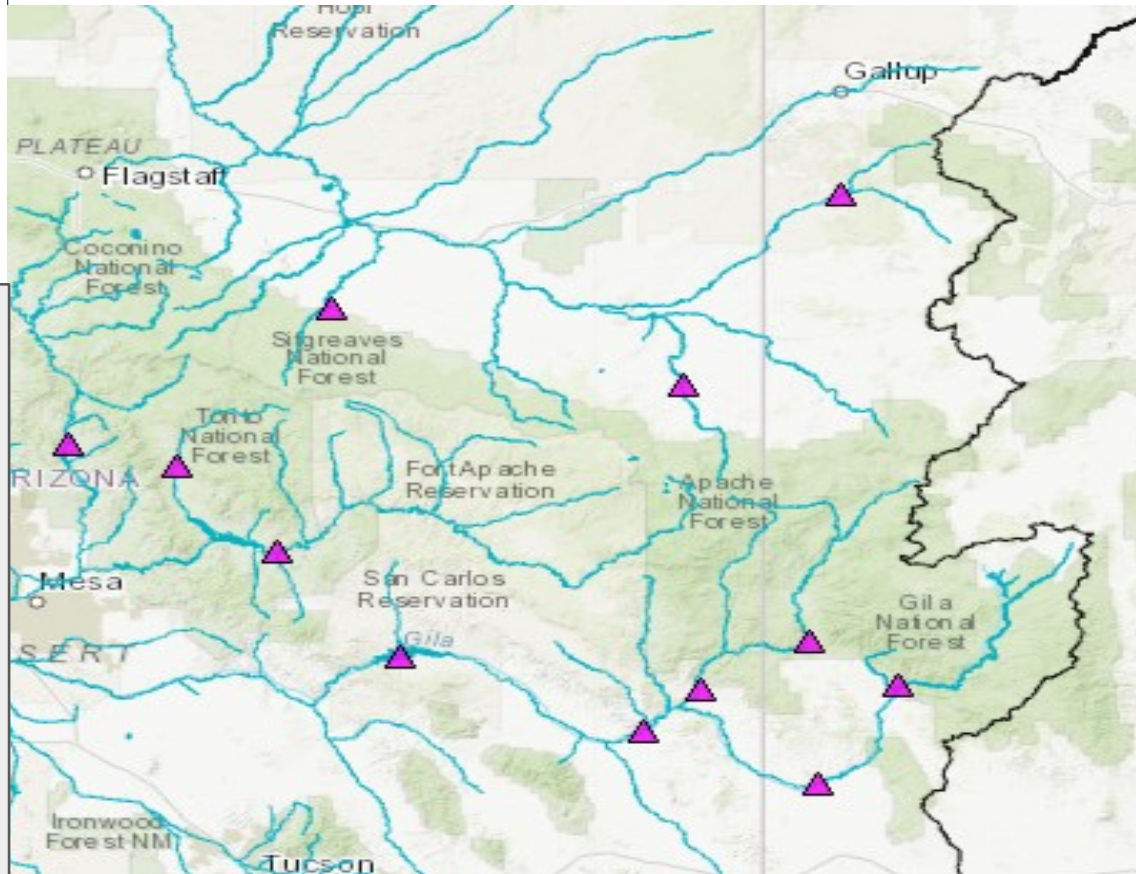 Hopi
Reservation
Gallup
PLATEAU
Flagstaff
Coconino
National
Forest
Sitgreaves
National
Forest
Tonto
National
Forest
RIZONA
Fort Apache
Reservation
Apache
National
Forest
Mesa
San Carlos
Reservation
Gila
National
Forest
Gila
SERT
Ironwood
Forest NM
Tucson